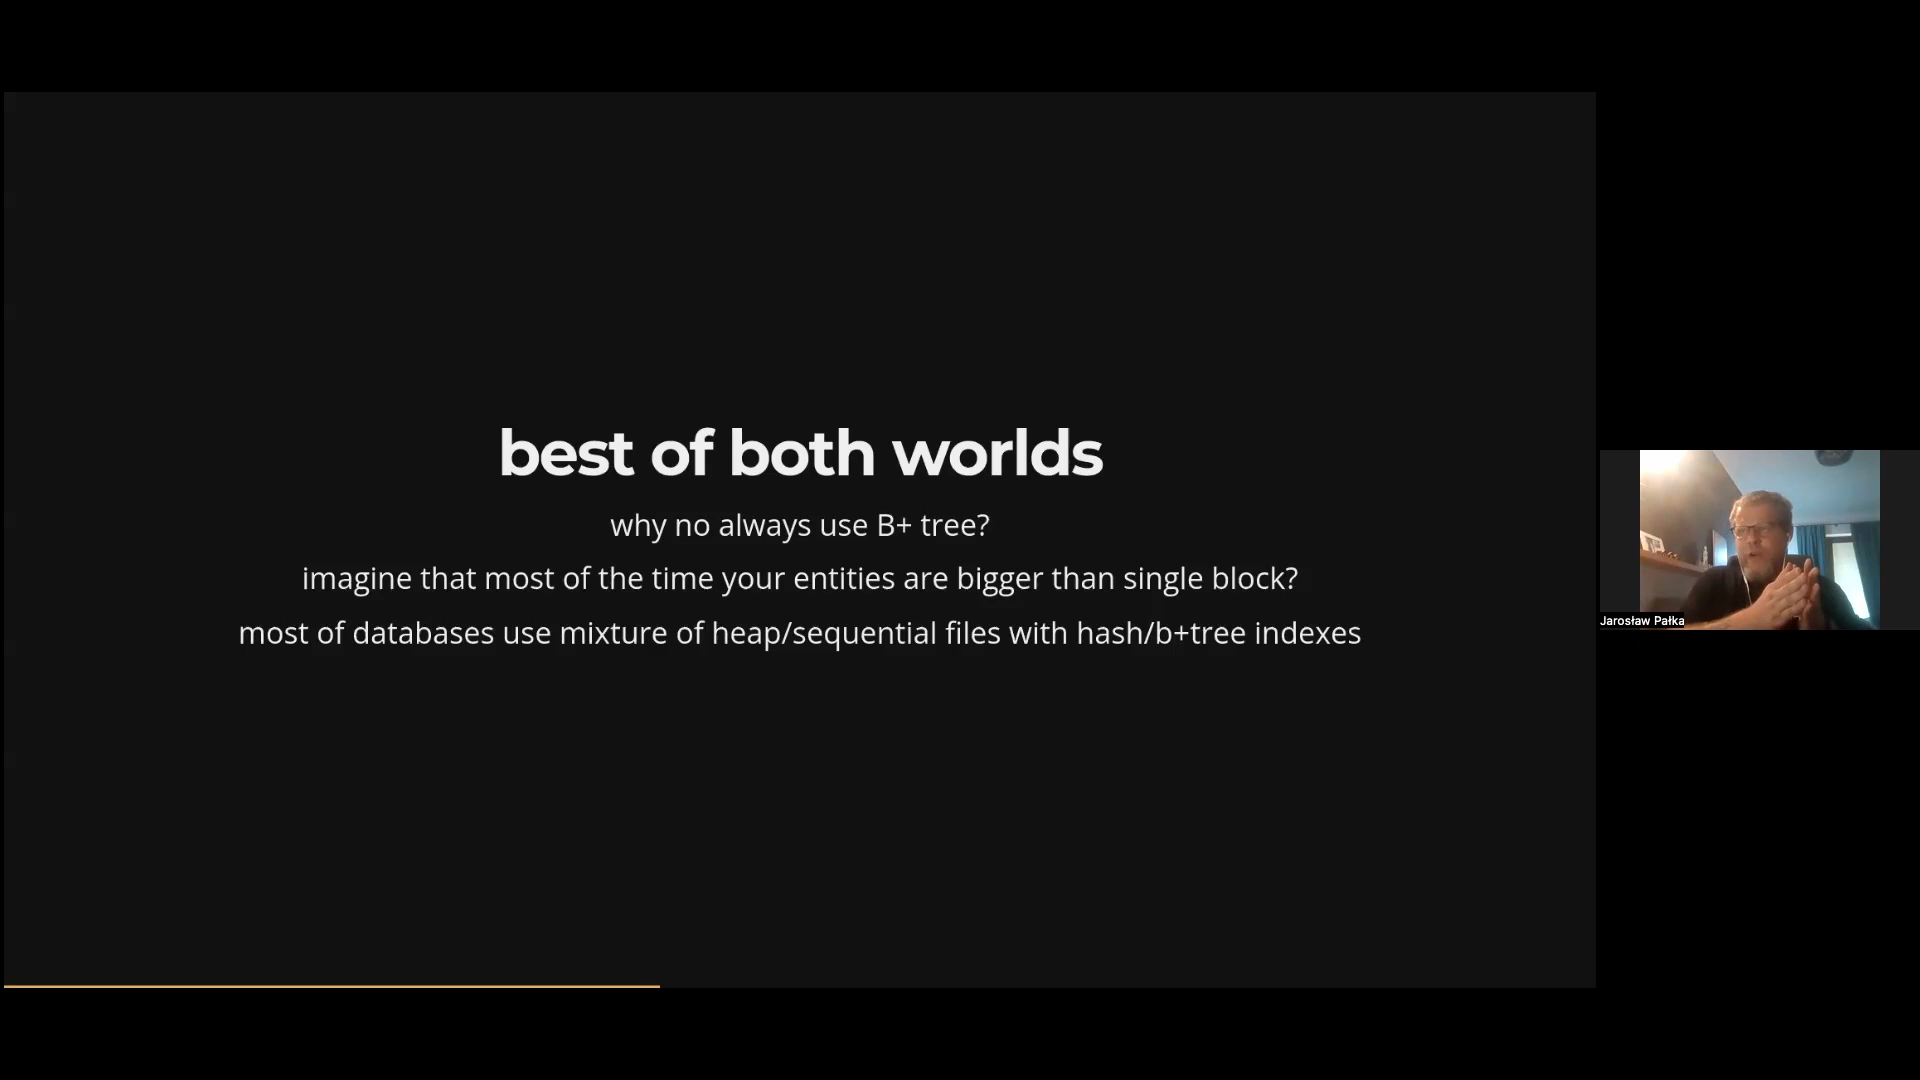 best of both worlds
why no always use B+ tree?
imagine that most of the time your entities are bigger than single block?
most of databases use mixture of heap/sequential files with hash/b+tree indexes
Jarosław Pałka